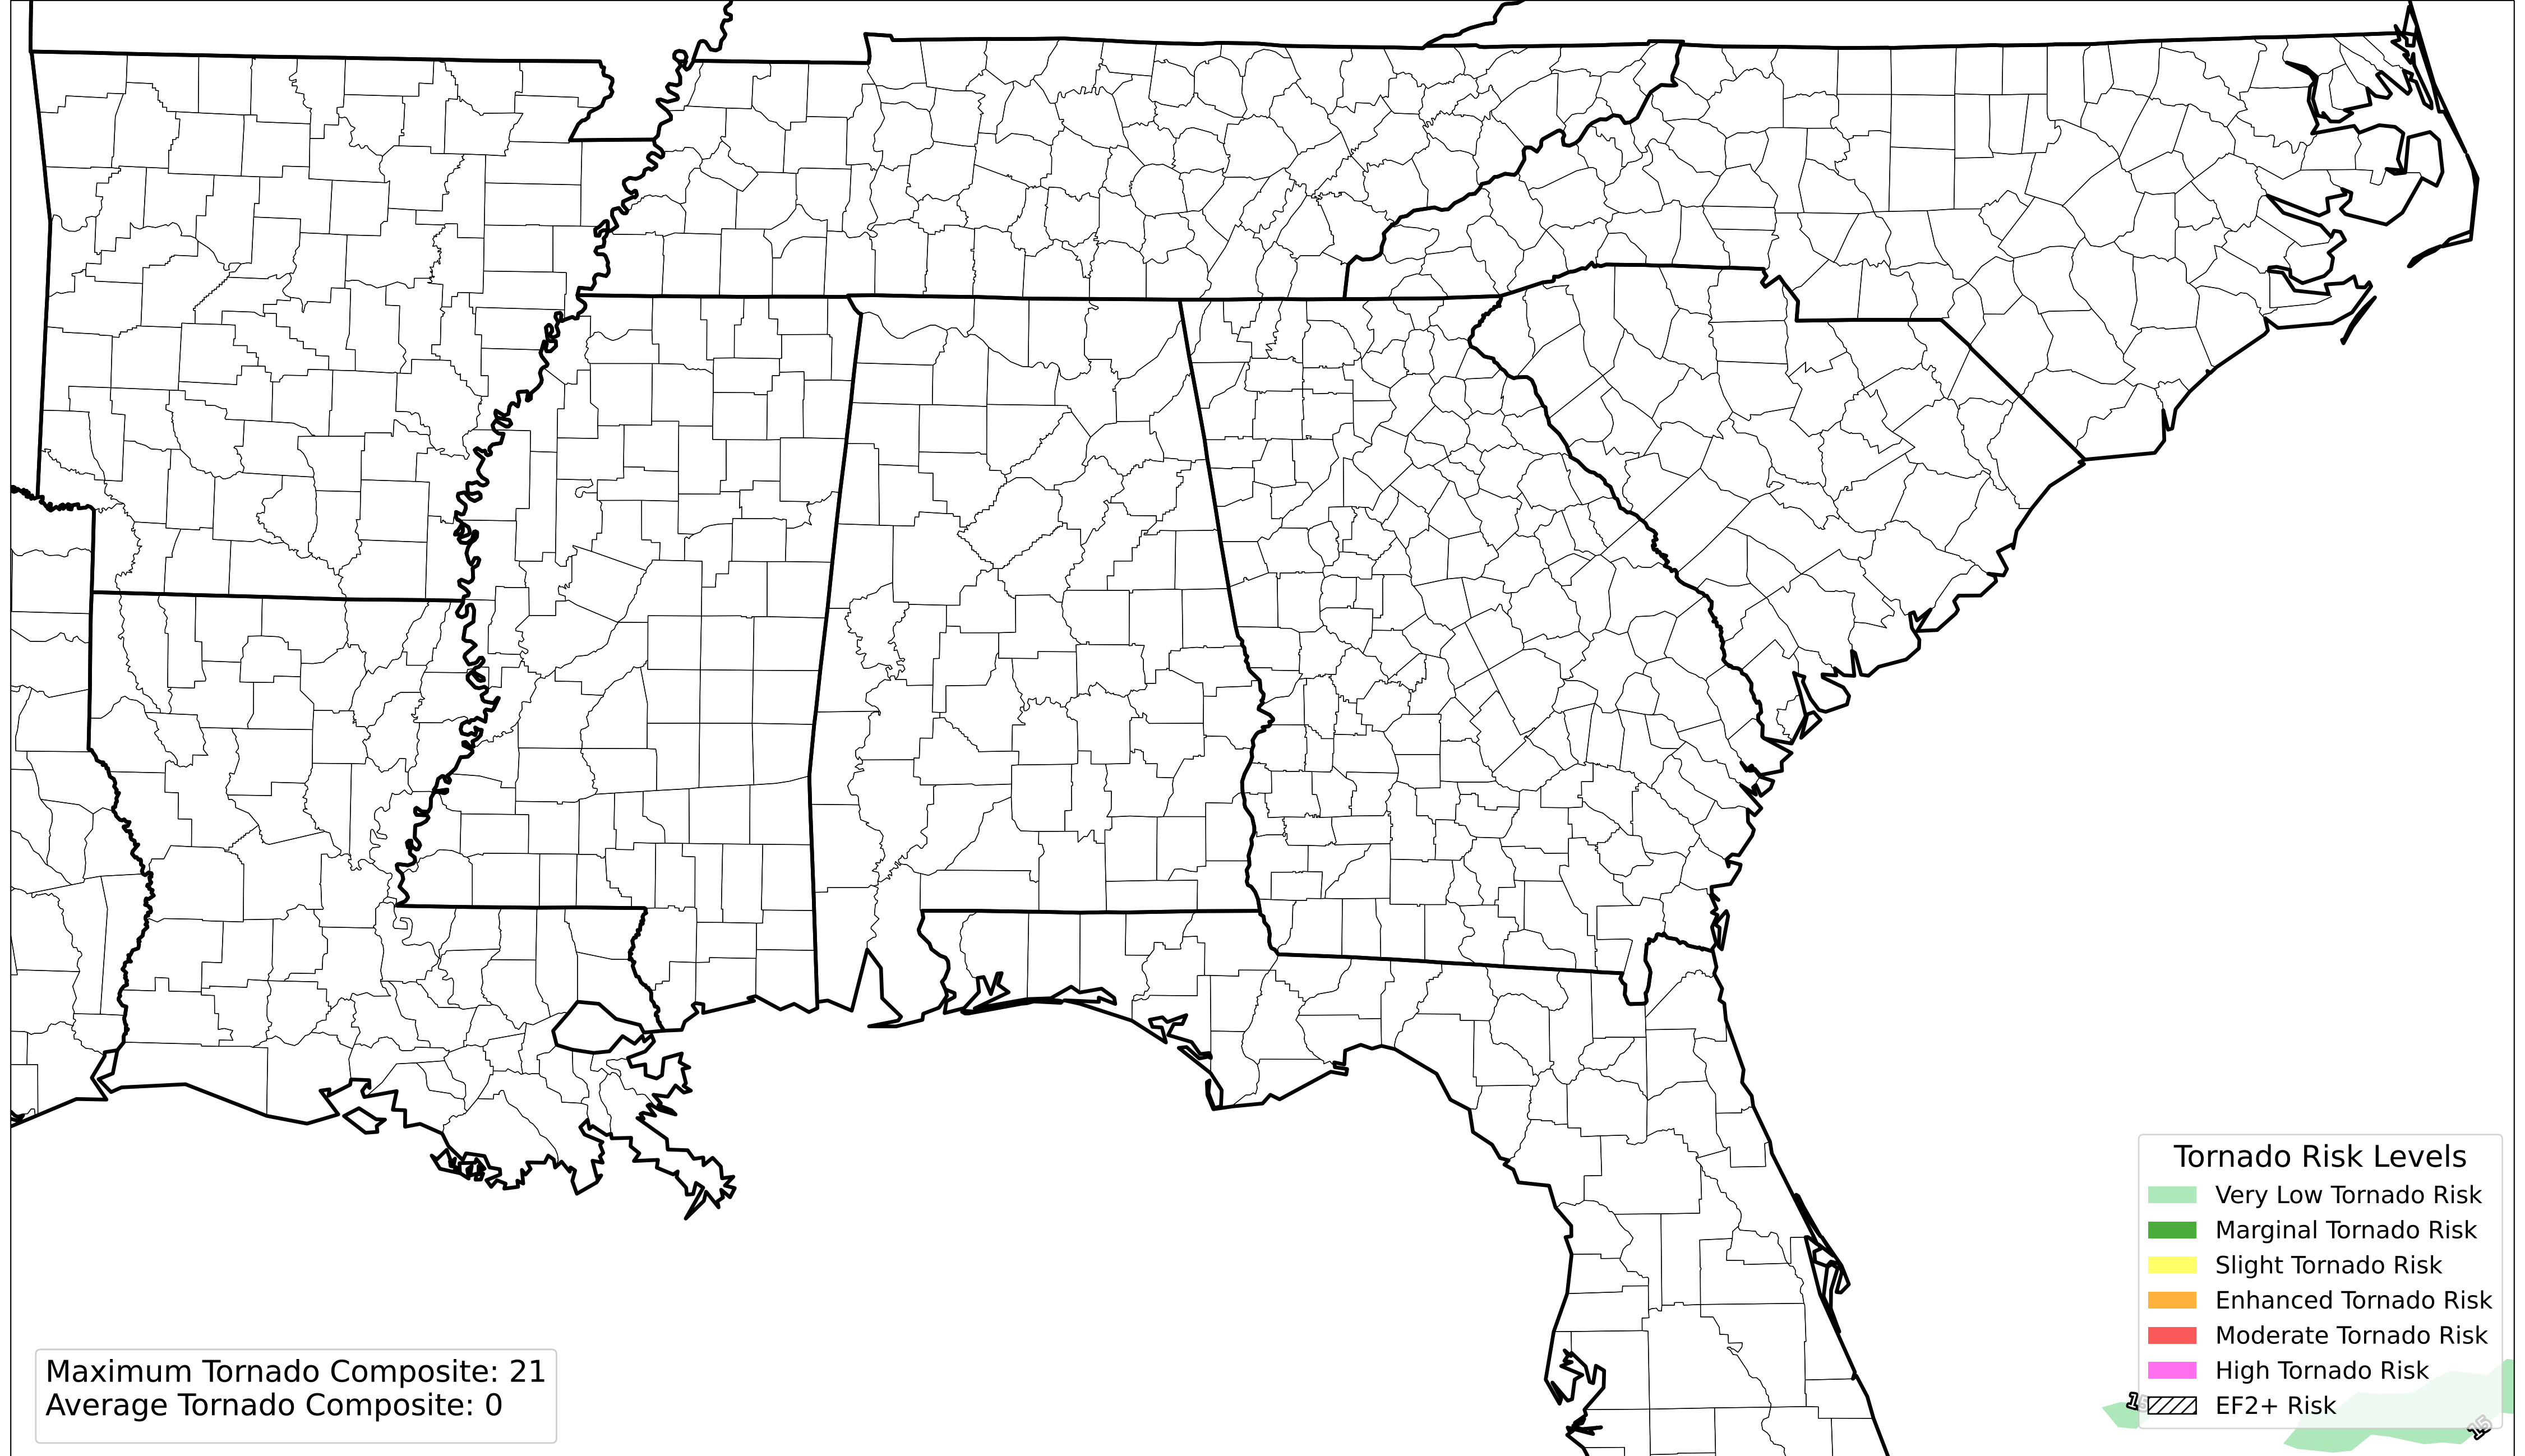 Tornado Risk Levels
Very Low Tornado Risk
Marginal Tornado Risk
Slight Tornado Risk
Enhanced Tornado Risk
Moderate Tornado Risk
High Tornado Risk
EF2+ Risk
15
Maximum Tornado Composite: 21
Average Tornado Composite: 0